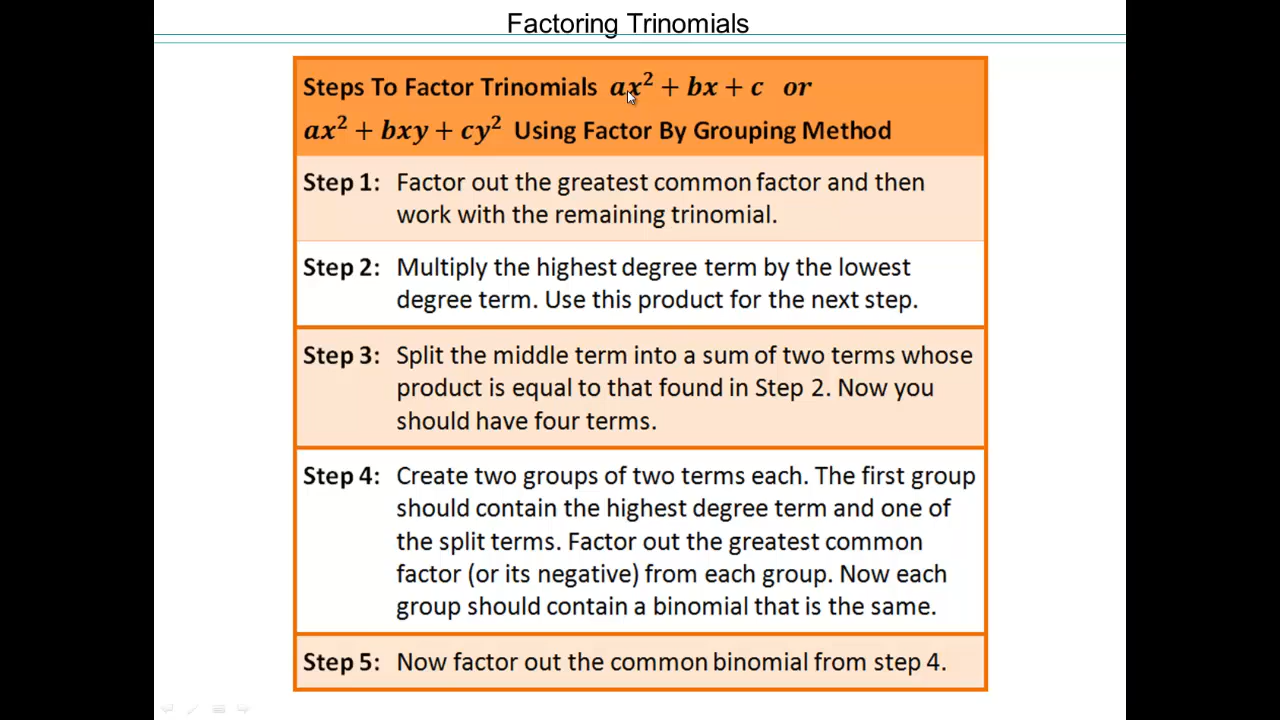 Factoring Trinomials
Steps To Factor Trinomials ax² + bx + c or
ax² + bxy + cy² Using Factor By Grouping Method
Step 1: Factor out the greatest common factor and then
work with the remaining trinomial.
Step 2: Multiply the highest degree term by the lowest
degree term. Use this product for the next step.
Step 3: Split the middle term into a sum of two terms whose
product is equal to that found in Step 2. Now you
should have four terms.
Step 4: Create two groups of two terms each. The first group
should contain the highest degree term and one of
the split terms. Factor out the greatest common
factor (or its negative) from each group. Now each
group should contain a binomial that is the same.
Step 5: Now factor out the common binomial from step 4.